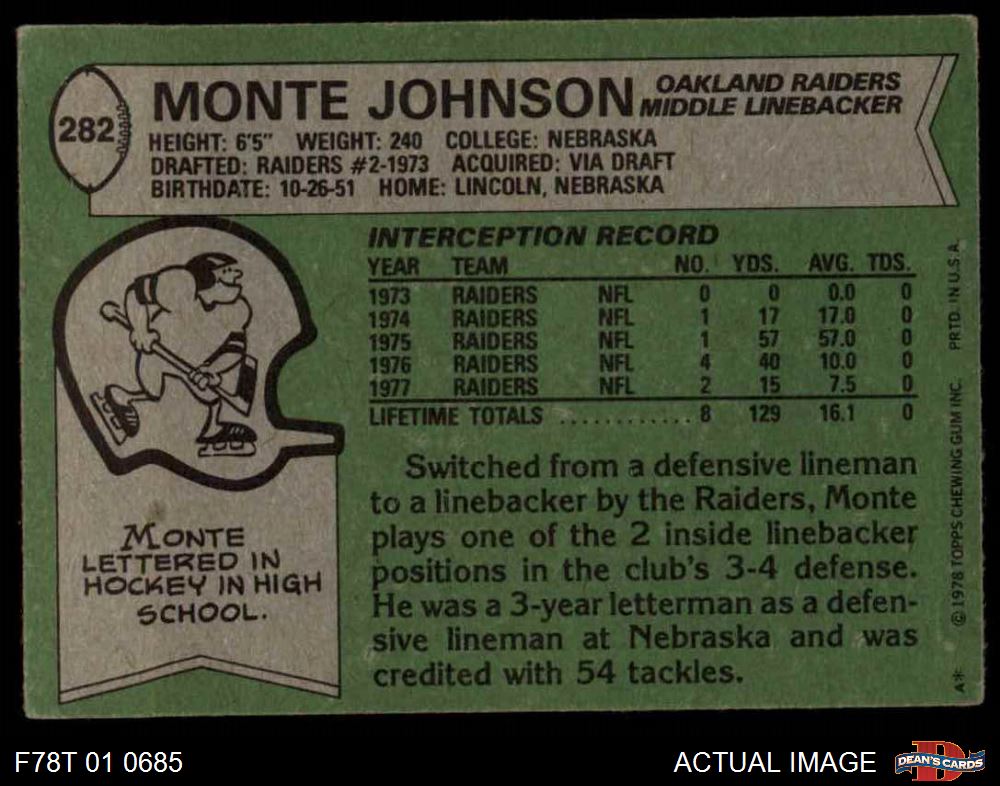 282
MONTE JOHNSON
OAKLAND RAIDERS
MIDDLE LINEBACKER
HEIGHT: 6'5" WEIGHT: 240 COLLEGE: NEBRASKA
DRAFTED: RAIDERS #2-1973 ACQUIRED: VIA DRAFT
BIRTHDATE: 10-26-51 HOME: LINCOLN, NEBRASKA
INTERCEPTION RECORD
YEAR TEAM NO. YDS. AVG. TDS.
1973 RAIDERS NFL 0 0 0.0 0
1974 RAIDERS NFL 1 17 17.0 0
1975 RAIDERS NFL 1 57 57.0 0
1976 RAIDERS NFL 4 40 10.0 0
1977 RAIDERS NFL 2 15 7.5 0
LIFETIME TOTALS ............ 8 129 16.1 0
Switched from a defensive lineman
to a linebacker by the Raiders, Monte
plays one of the 2 inside linebacker
positions in the club's 3-4 defense.
He was a 3-year letterman as a defen-
sive lineman at Nebraska and was
credited with 54 tackles.
MONTE
LETTERED IN
HOCKEY IN HIGH
SCHOOL.
A* © 1978 TOPPS CHEWING GUM INC. PRTD. IN U.S.A.
F78T 01 0685
ACTUAL IMAGE
D
DEAN'S CARDS